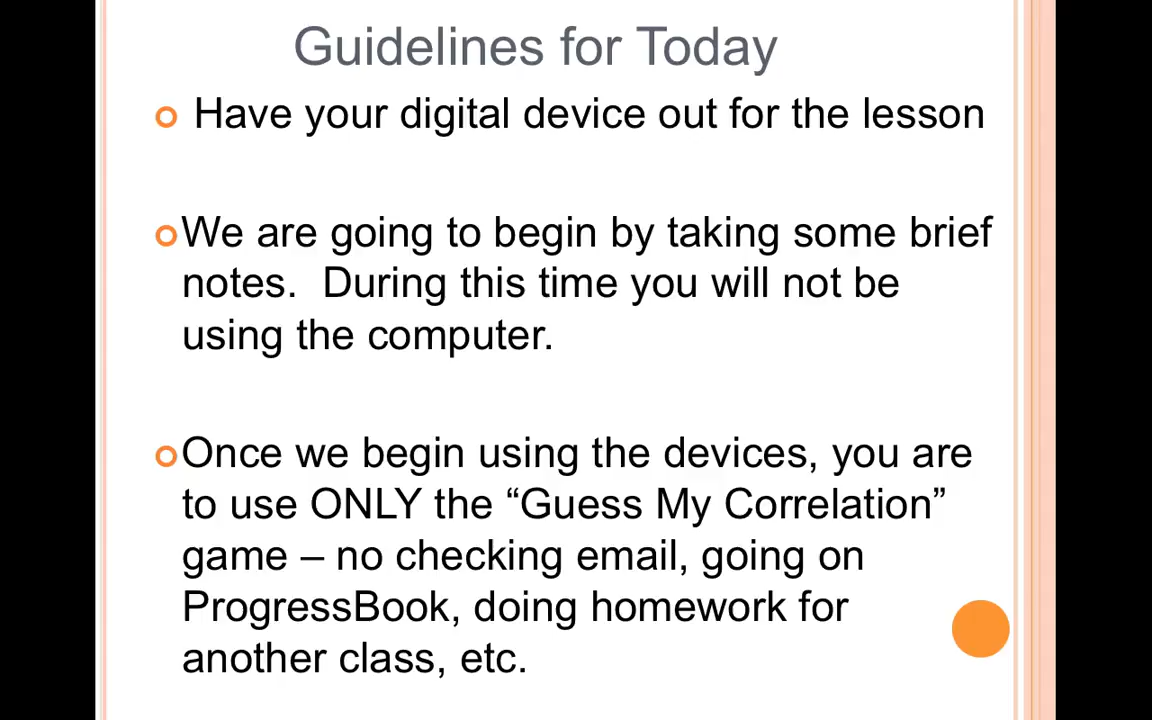 Guidelines for Today
Have your digital device out for the lesson
We are going to begin by taking some brief
notes.  During this time you will not be
using the computer.
Once we begin using the devices, you are
to use ONLY the “Guess My Correlation”
game – no checking email, going on
ProgressBook, doing homework for
another class, etc.